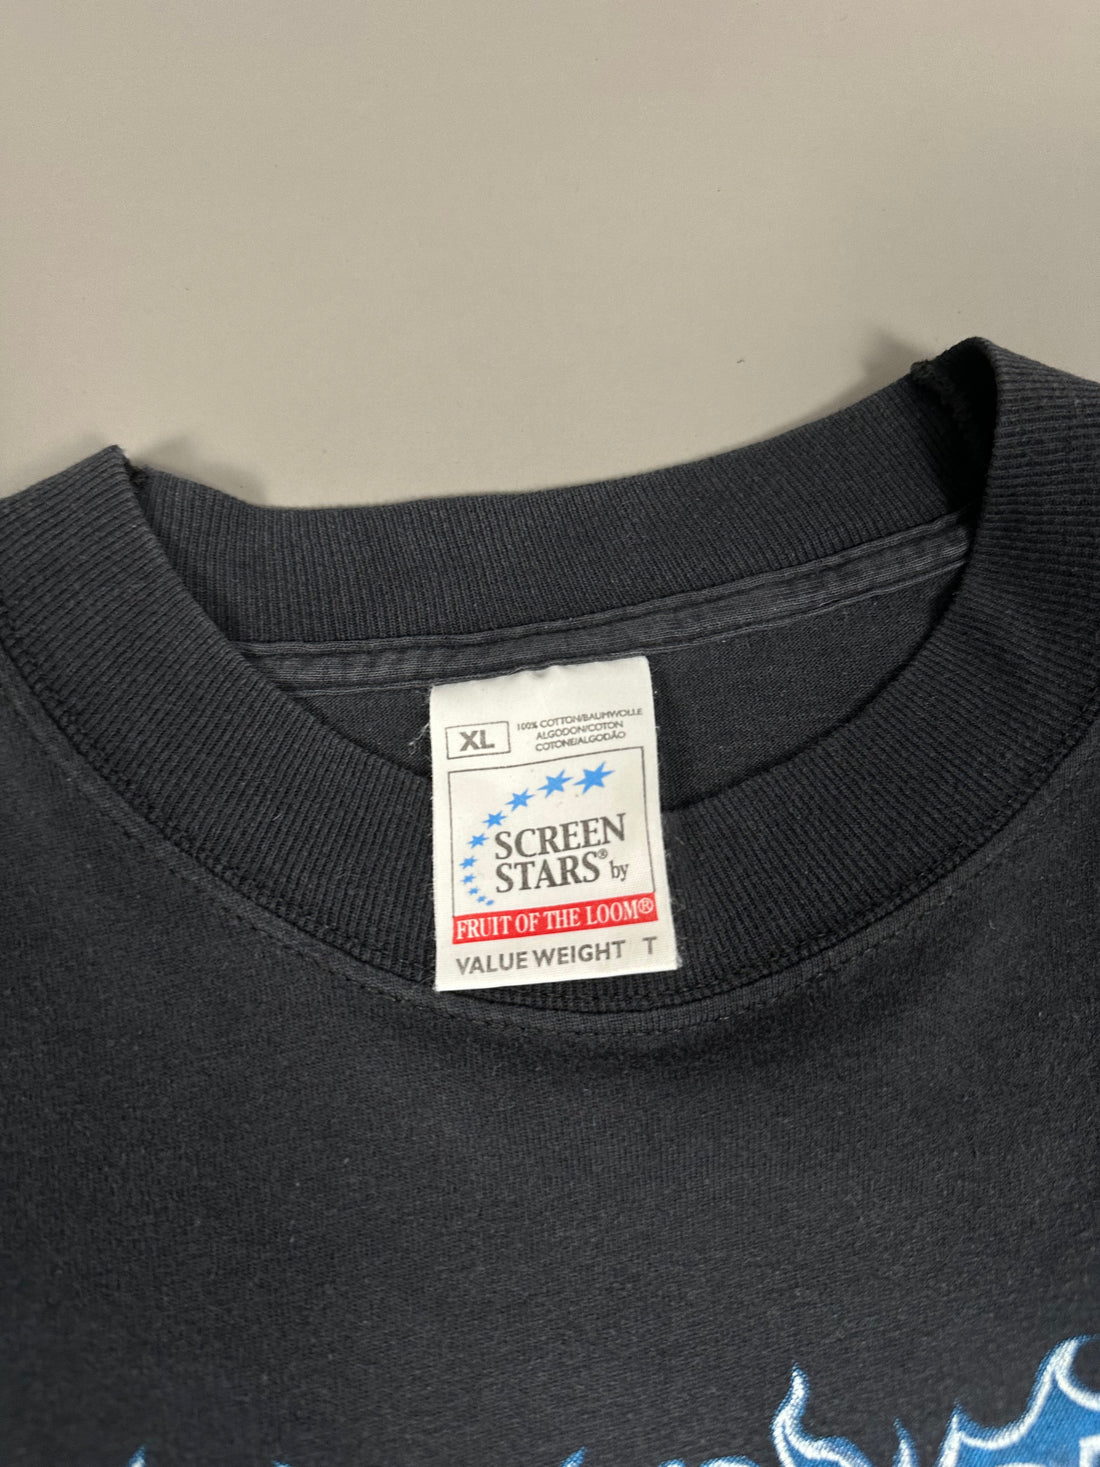 XL
100% COTTON/BAUMWOLLE
ALGODON/COTON
COTONE/ALGODÃO
SCREEN
STARS® by
FRUIT OF THE LOOM®
VALUE WEIGHT T